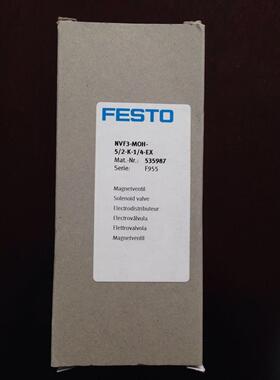 FESTO
NVF3-MOH-
5/2-K-1/4-EX
Mat.-Nr.: 535987
Serie: F955
Magnetventil
Solenoid valve
Electrodistributeur
Electroválvula
Elettrovalvola
Magnetventil